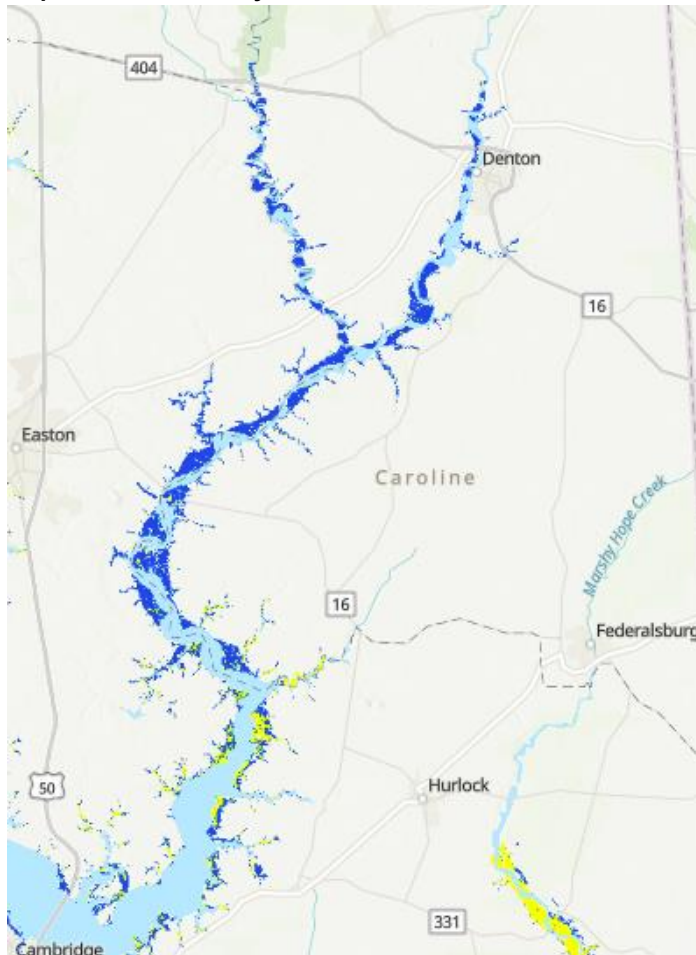 404
Denton
16
Easton
Caroline
Marshy Hope Creek
16
Federalsburg
50
Hurlock
331
Cambridge